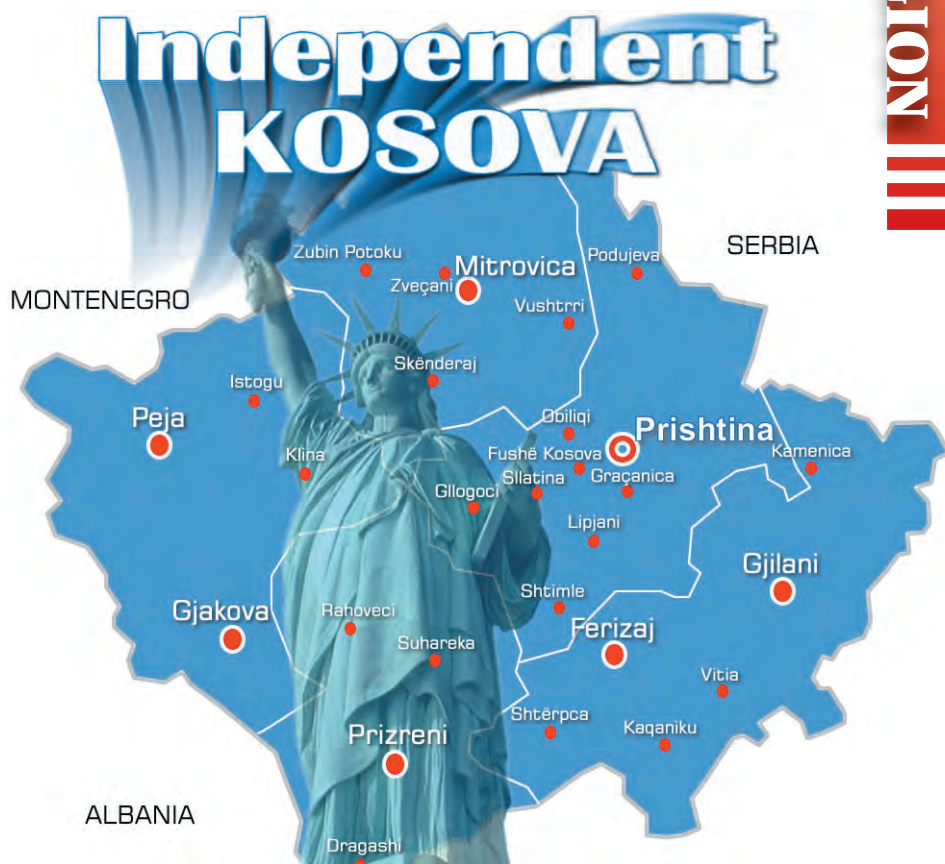 Independent
KOSOVA
SERBIA
MONTENEGRO
ALBANIA
Zubin Potoku
Zveçani
Mitrovica
Podujeva
Vushtrri
Skënderaj
Istogu
Peja
Klina
Obiliqi
Prishtina
Fushë Kosova
Sllatina
Graçanica
Kamenica
Gllogoci
Lipjani
Gjilani
Shtimle
Gjakova
Rahoveci
Ferizaj
Suhareka
Vitia
Shtërpca
Kaqaniku
Prizreni
Dragashi